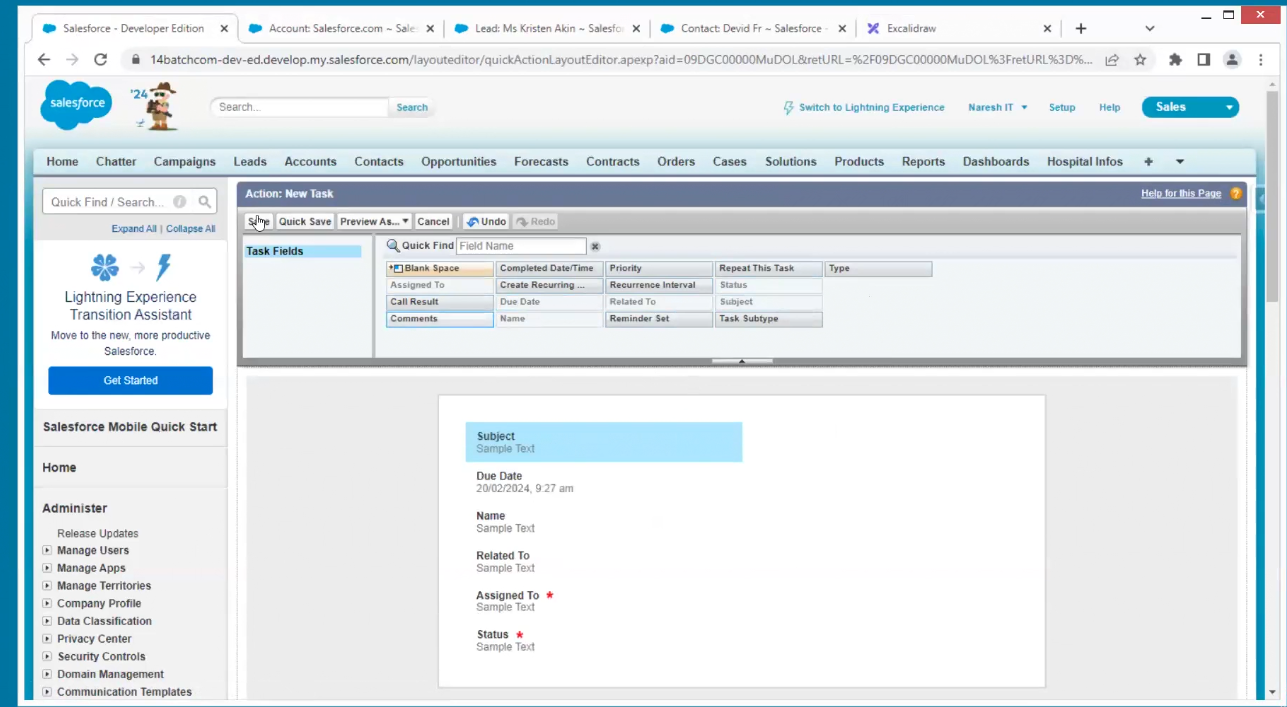 Salesforce - Developer Edition
Account: Salesforce.com ~ Sale
Lead: Ms Kristen Akin ~ Salesfo
Contact: Devid Fr ~ Salesforce -
Excalidraw
14batchcom-dev-ed.develop.my.salesforce.com/layouteditor/quickActionLayoutEditor.apexp?aid=09DGC00000MuDOL&retURL=%2F09DGC00000MuDOL%3FretURL%3D%...
salesforce
'24
Search...
Search
Switch to Lightning Experience
Naresh IT
Setup
Help
Sales
Home Chatter Campaigns Leads Accounts Contacts Opportunities Forecasts Contracts Orders Cases Solutions Products Reports Dashboards Hospital Infos +
Quick Find / Search...
Expand All | Collapse All
Lightning Experience
Transition Assistant
Move to the new, more productive
Salesforce.
Get Started
Salesforce Mobile Quick Start
Home
Administer
Release Updates
Manage Users
Manage Apps
Manage Territories
Company Profile
Data Classification
Privacy Center
Security Controls
Domain Management
Communication Templates
Action: New Task
Help for this Page
Save Quick Save Preview As... Cancel Undo Redo
Task Fields
Quick Find Field Name
Blank Space Completed Date/Time Priority Repeat This Task Type
Assigned To Create Recurring ... Recurrence Interval Status
Call Result Due Date Related To Subject
Comments Name Reminder Set Task Subtype
Subject
Sample Text
Due Date
20/02/2024, 9:27 am
Name
Sample Text
Related To
Sample Text
Assigned To *
Sample Text
Status *
Sample Text